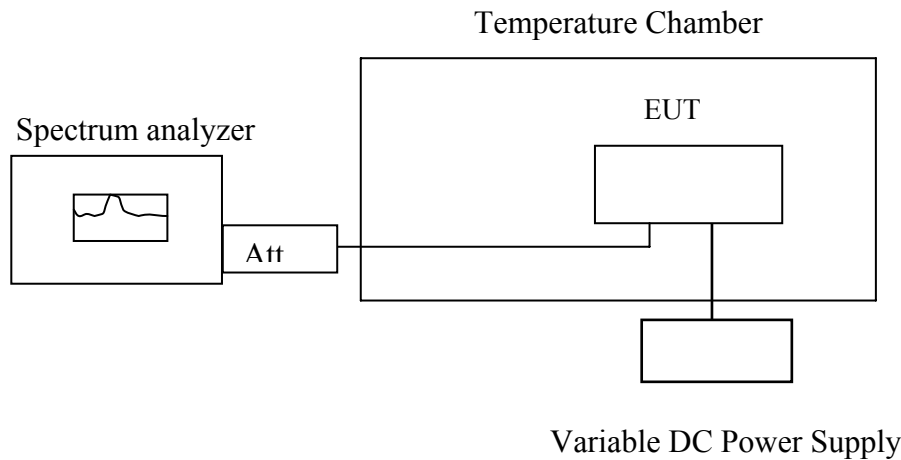 Temperature Chamber
EUT
Spectrum analyzer
Att
Variable DC Power Supply